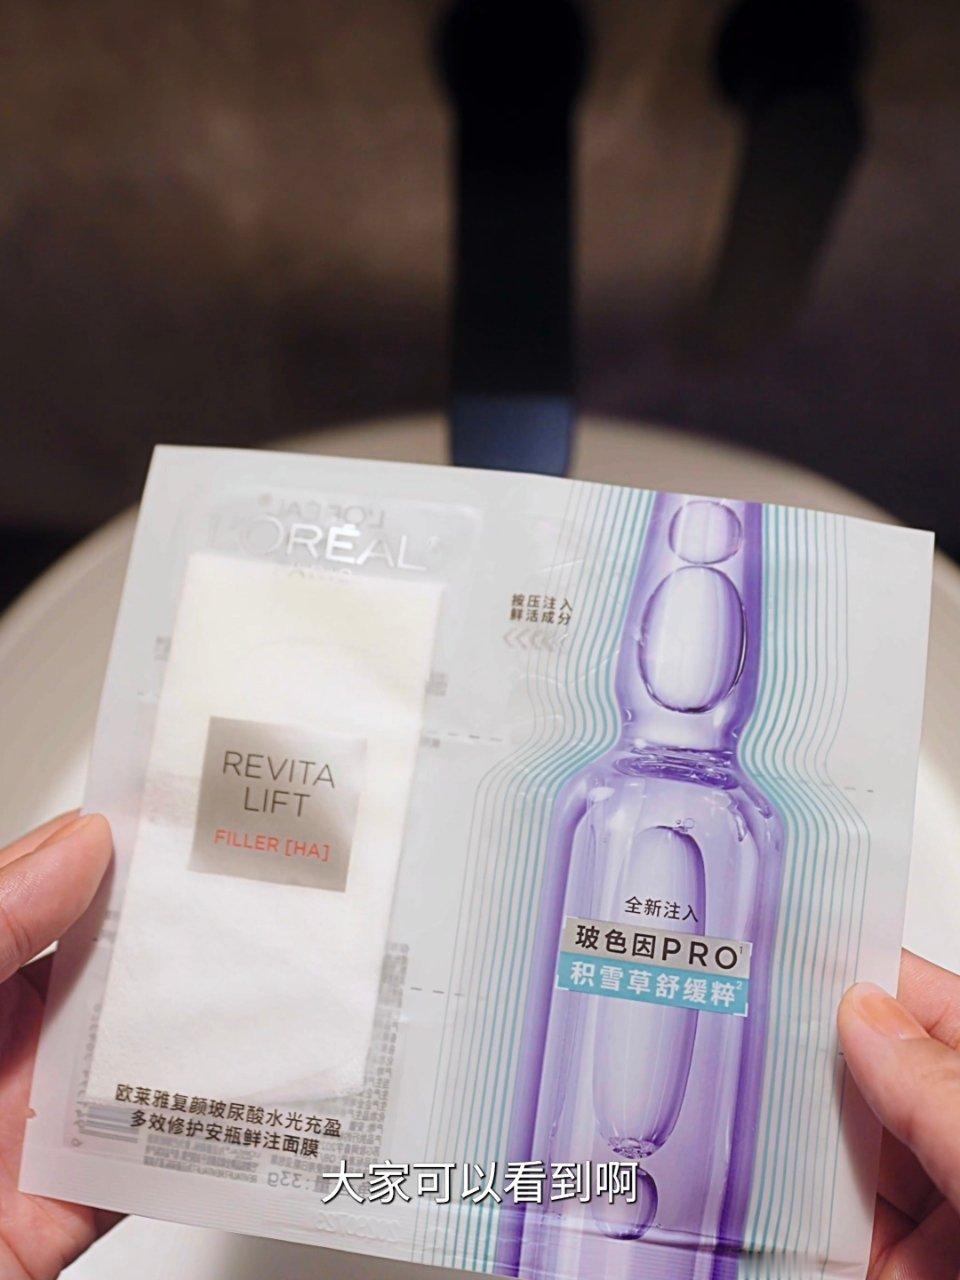 L'ORÉAL
按压注入
鲜活成分
REVITA
LIFT
FILLER [HA]
全新注入
玻色因PRO¹
积雪草舒缓粹²
欧莱雅复颜玻尿酸水光充盈
多效修护安瓶鲜注面膜
大家可以看到啊